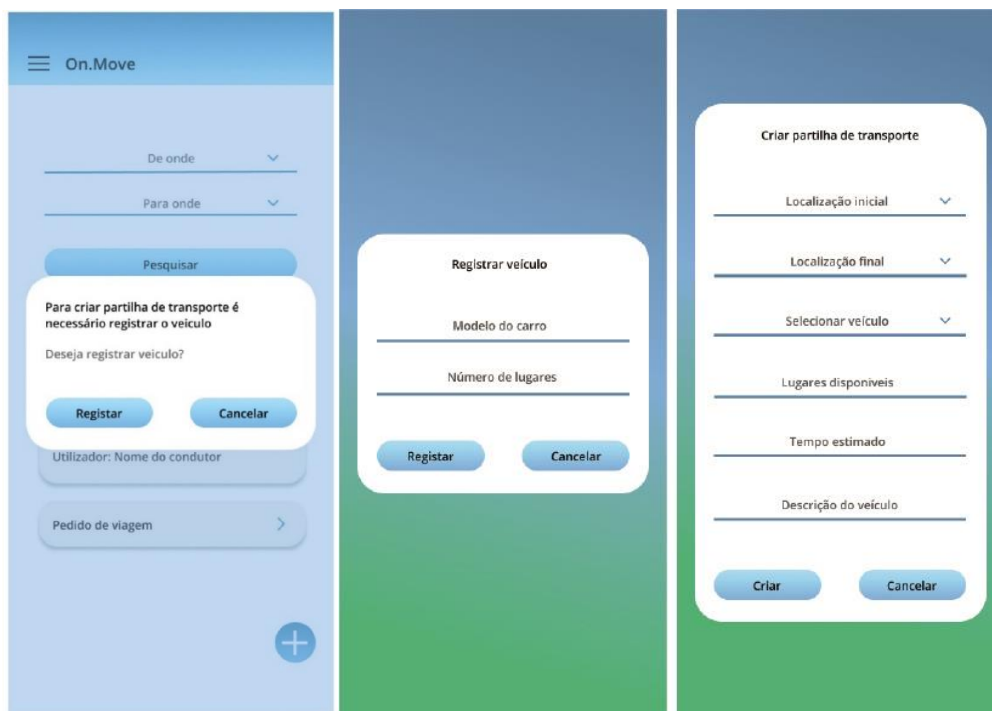 On.Move
De onde
Para onde
Pesquisar
Para criar partilha de transporte é
necessário registrar o veiculo
Deseja registrar veiculo?
Registar
Cancelar
Utilizador: Nome do condutor
Pedido de viagem
Registrar veículo
Modelo do carro
Número de lugares
Registar
Cancelar
Criar partilha de transporte
Localização inicial
Localização final
Selecionar veículo
Lugares disponiveis
Tempo estimado
Descrição do veículo
Criar
Cancelar